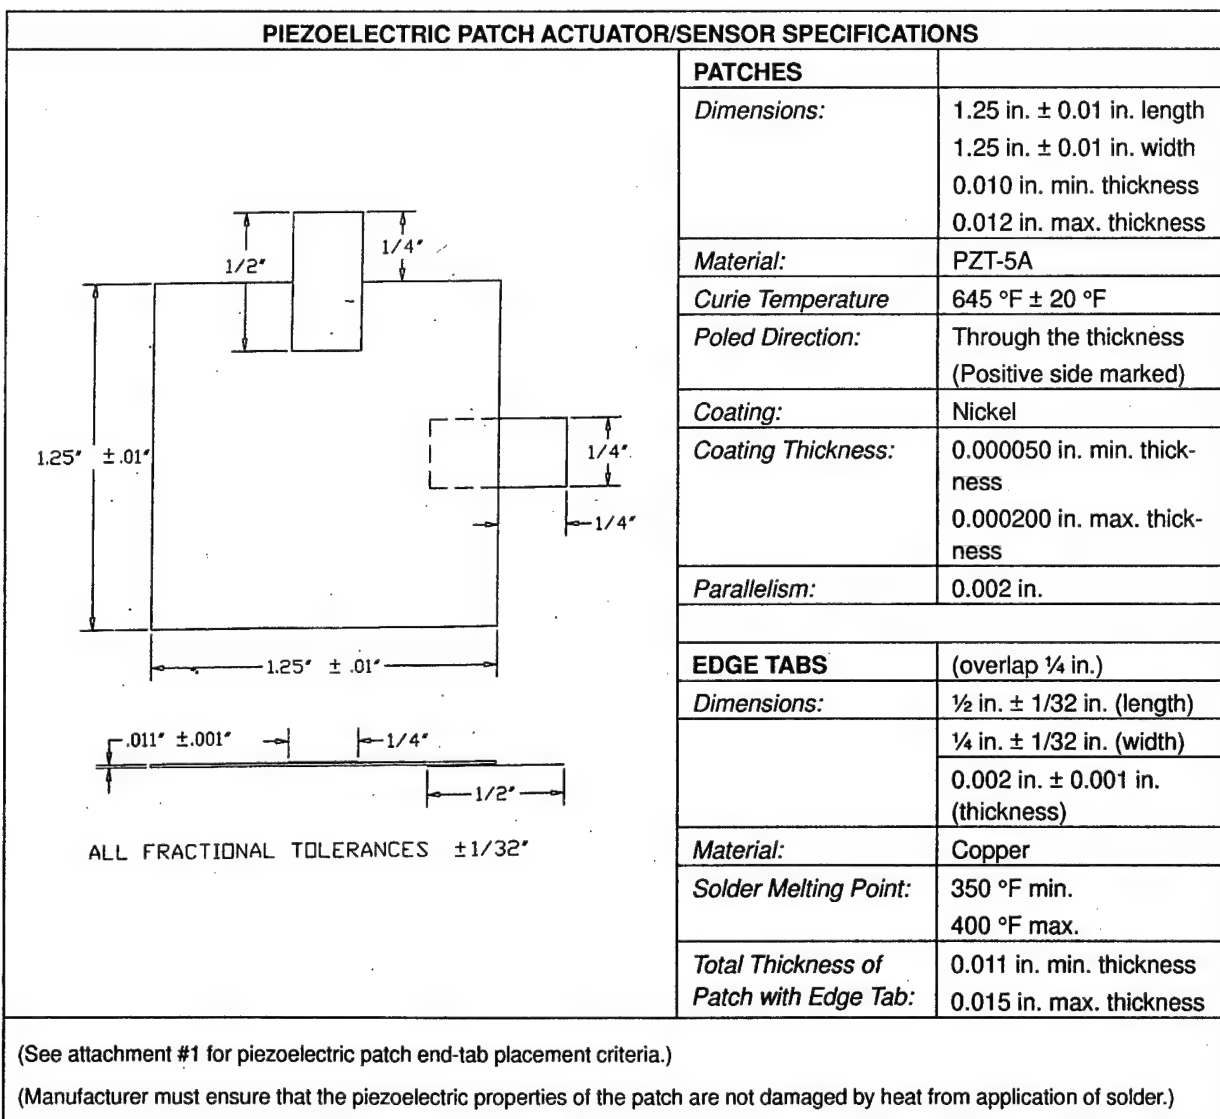 PIEZOELECTRIC PATCH ACTUATOR/SENSOR SPECIFICATIONS
1/2"
1/4"
1.25" ±.01"
1/4"
1/4"
1.25" ± .01"
.011" ±.001"
1/4"
1/2"
ALL FRACTIONAL TOLERANCES ±1/32"
PATCHES
Dimensions:
1.25 in. ± 0.01 in. length
1.25 in. ± 0.01 in. width
0.010 in. min. thickness
0.012 in. max. thickness
Material:
PZT-5A
Curie Temperature
645 °F ± 20 °F
Poled Direction:
Through the thickness
(Positive side marked)
Coating:
Nickel
Coating Thickness:
0.000050 in. min. thick-
ness
0.000200 in. max. thick-
ness
Parallelism:
0.002 in.
EDGE TABS
(overlap ¼ in.)
Dimensions:
½ in. ± 1/32 in. (length)
¼ in. ± 1/32 in. (width)
0.002 in. ± 0.001 in.
(thickness)
Material:
Copper
Solder Melting Point:
350 °F min.
400 °F max.
Total Thickness of
Patch with Edge Tab:
0.011 in. min. thickness
0.015 in. max. thickness
(See attachment #1 for piezoelectric patch end-tab placement criteria.)
(Manufacturer must ensure that the piezoelectric properties of the patch are not damaged by heat from application of solder.)